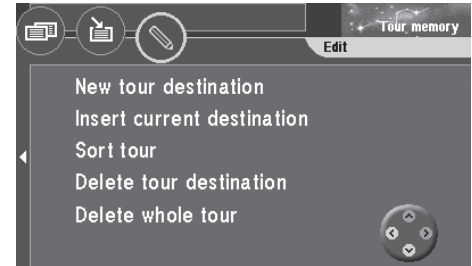 Tour memory
Edit
New tour destination
Insert current destination
Sort tour
Delete tour destination
Delete whole tour